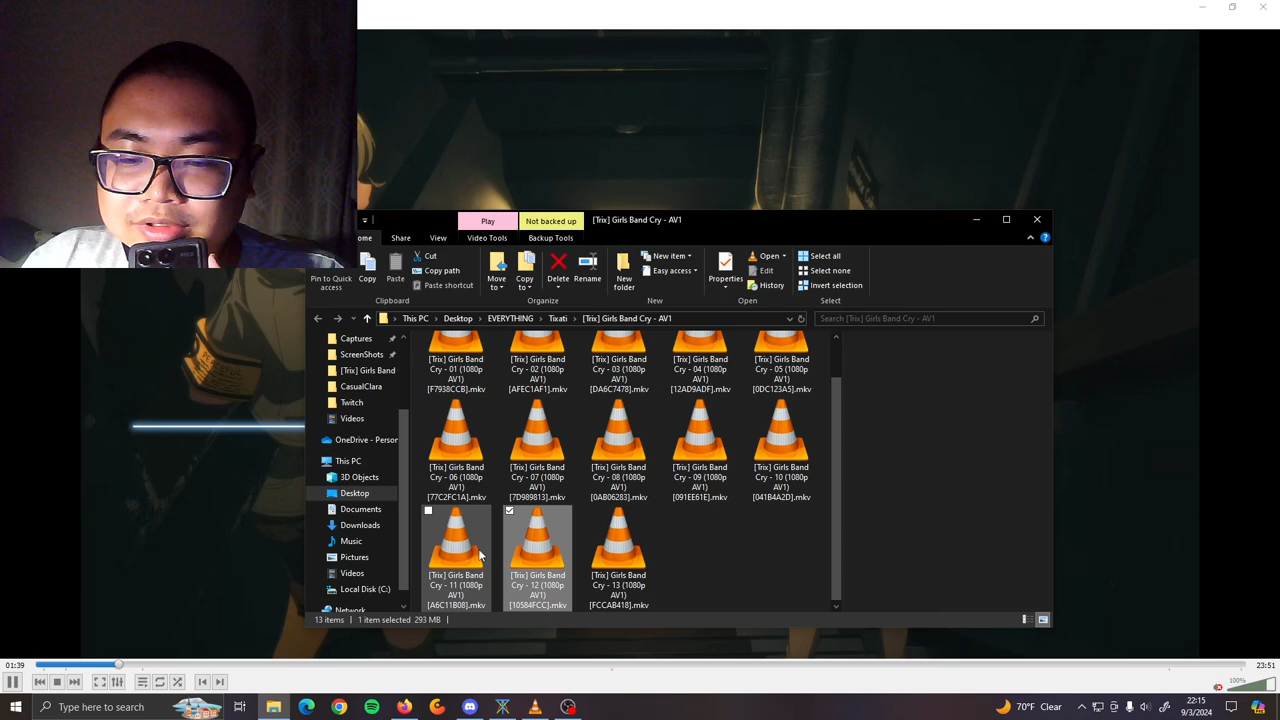 Play
Not backed up
[Trix] Girls Band Cry - AV1
ome
Share
View
Video Tools
Backup Tools
Pin to Quick
access
Copy
Paste
Cut
Copy path
Paste shortcut
Move
to
Copy
to
Delete
Rename
New
folder
New item
Easy access
Properties
Open
Edit
History
Select all
Select none
Invert selection
Clipboard
Organize
New
Open
Select
This PC
Desktop
EVERYTHING
Tixati
[Trix] Girls Band Cry - AV1
Search [Trix] Girls Band Cry - AV1
Captures
ScreenShots
[Trix] Girls Band
CasualClara
Twitch
Videos
OneDrive - Person
This PC
3D Objects
Desktop
Documents
Downloads
Music
Pictures
Videos
Local Disk (C:)
Network
[Trix] Girls Band
Cry - 01 (1080p
AV1)
[F7938CCB].mkv
[Trix] Girls Band
Cry - 02 (1080p
AV1)
[AFEC1AF1].mkv
[Trix] Girls Band
Cry - 03 (1080p
AV1)
[DA6C7478].mkv
[Trix] Girls Band
Cry - 04 (1080p
AV1)
[12AD9ADF].mkv
[Trix] Girls Band
Cry - 05 (1080p
AV1)
[0DC123A5].mkv
[Trix] Girls Band
Cry - 06 (1080p
AV1)
[77C2FC1A].mkv
[Trix] Girls Band
Cry - 07 (1080p
AV1)
[7D989813].mkv
[Trix] Girls Band
Cry - 08 (1080p
AV1)
[0AB06283].mkv
[Trix] Girls Band
Cry - 09 (1080p
AV1)
[091EE61E].mkv
[Trix] Girls Band
Cry - 10 (1080p
AV1)
[041B4A2D].mkv
[Trix] Girls Band
Cry - 11 (1080p
AV1)
[A6C11B08].mkv
[Trix] Girls Band
Cry - 12 (1080p
AV1)
[10584FCC].mkv
[Trix] Girls Band
Cry - 13 (1080p
AV1)
[FCCAB418].mkv
13 items
1 item selected 293 MB
01:39
23:51
100%
Type here to search
70°F Clear
22:15
9/3/2024